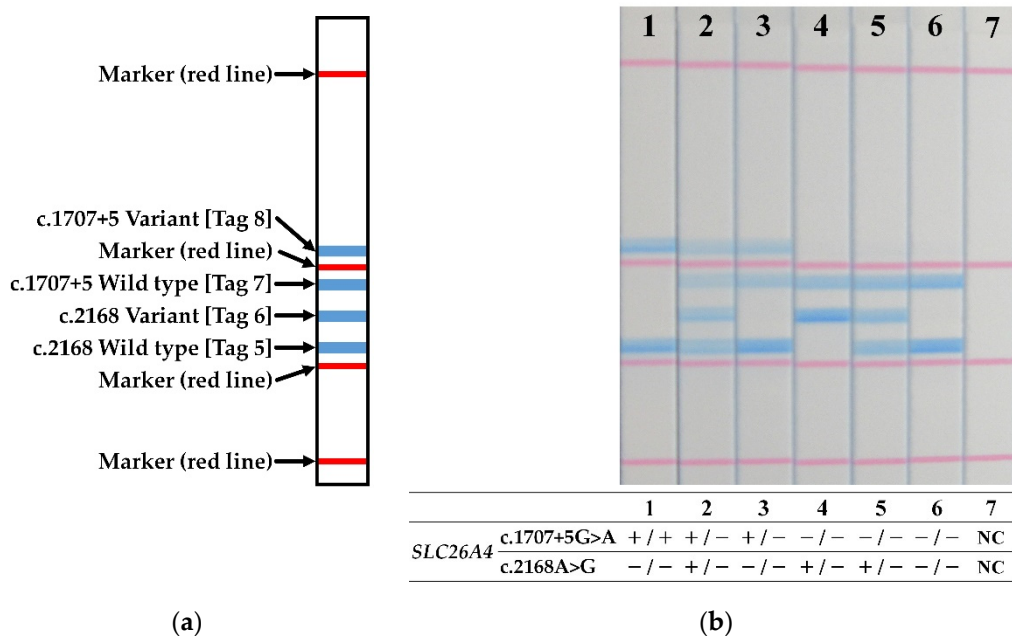 Marker (red line)
c.1707+5 Variant [Tag 8]
Marker (red line)
c.1707+5 Wild type [Tag 7]
c.2168 Variant [Tag 6]
c.2168 Wild type [Tag 5]
Marker (red line)
Marker (red line)
(a)
1 2 3 4 5 6 7
1 2 3 4 5 6 7
SLC26A4
c.1707+5G>A +/+ +/− +/− −/− −/− −/− NC
c.2168A>G −/− +/− −/− +/− +/− −/− NC
(b)